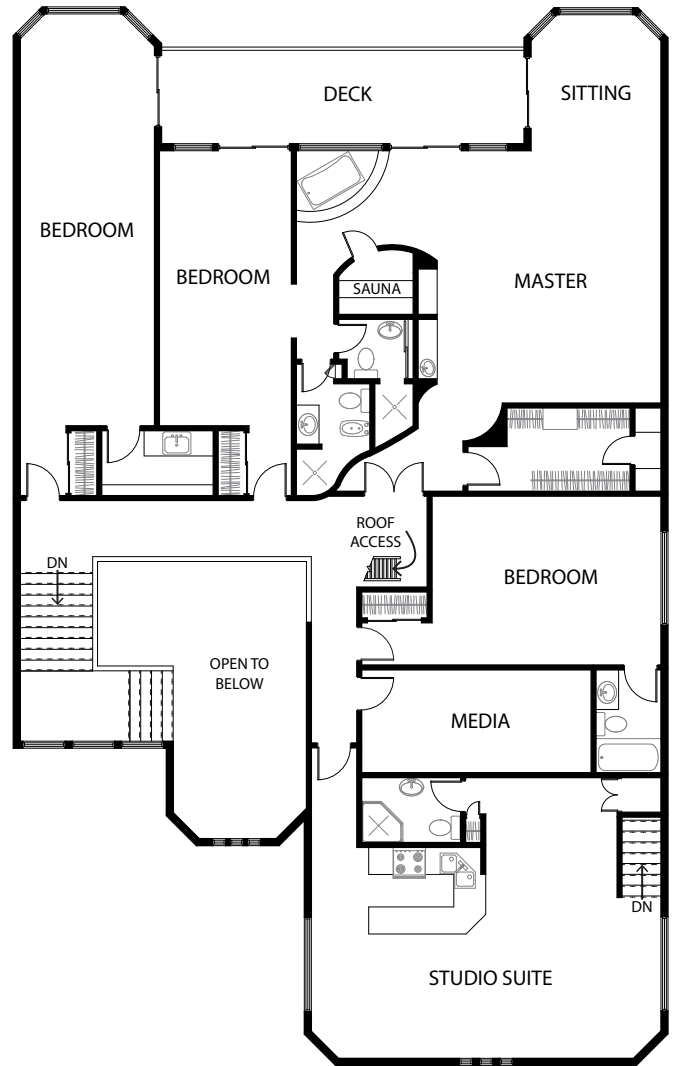 DECK
SITTING
BEDROOM
BEDROOM
MASTER
SAUNA
ROOF
ACCESS
DN
BEDROOM
OPEN TO
BELOW
MEDIA
DN
STUDIO SUITE